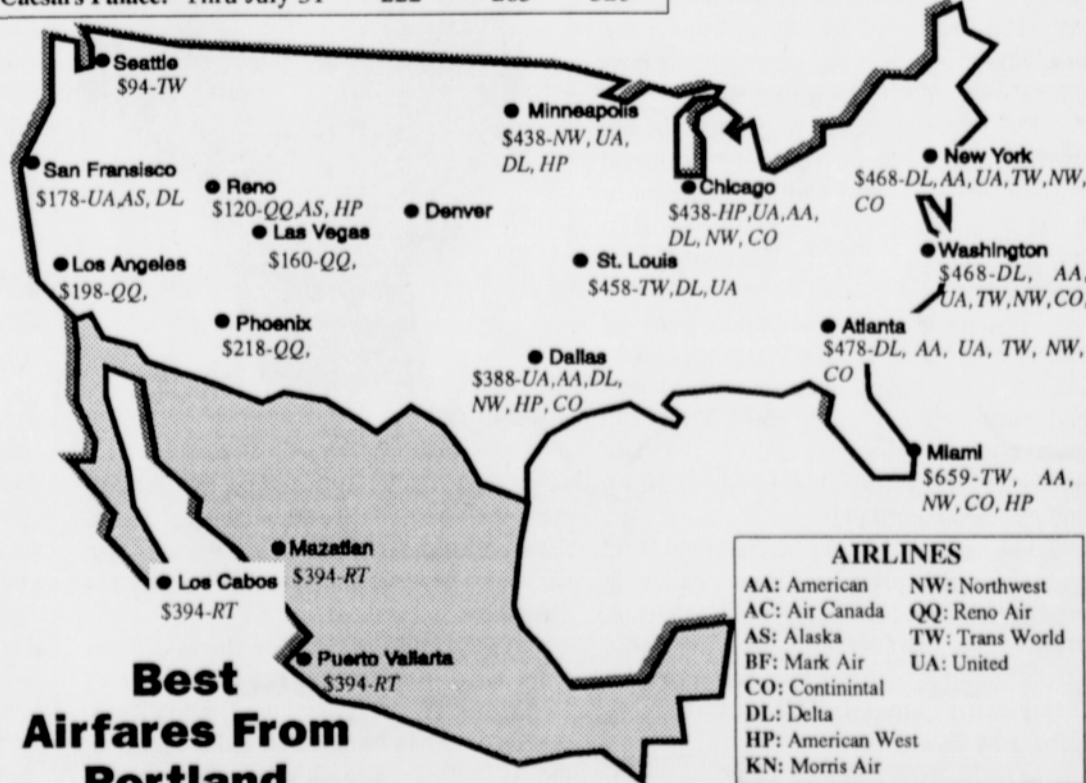 Caesars Palace: Thru July 31
Seattle
$94-TW
Minneapolis
$438-NW, UA,
DL, HP
San Fransisco
$178-UA,AS, DL
Reno
$120-QQ,AS, HP
Las Vegas
$160-QQ,
Denver
Chicago
$438-HP,UA,AA,
DL, NW, CO
New York
$468-DL, AA, UA, TW, NW,
CO
Los Angeles
$198-QQ,
St. Louis
$458-TW,DL,UA
Washington
$468-DL, AA,
UA,TW,NW,CO,
Phoenix
$218-QQ,
Dallas
$388-UA,AA,DL,
NW, HP, CO
Atlanta
$478-DL, AA, UA, TW, NW,
CO
Miami
$659-TW, AA,
NW, CO, HP
Mazatlan
$394-RT
Los Cabos
$394-RT
Puerto Vallarta
$394-RT
Best
Airfares From
Portland
AIRLINES
AA: American NW: Northwest
AC: Air Canada QQ: Reno Air
AS: Alaska TW: Trans World
BF: Mark Air UA: United
CO: Continintal
DL: Delta
HP: American West
KN: Morris Air